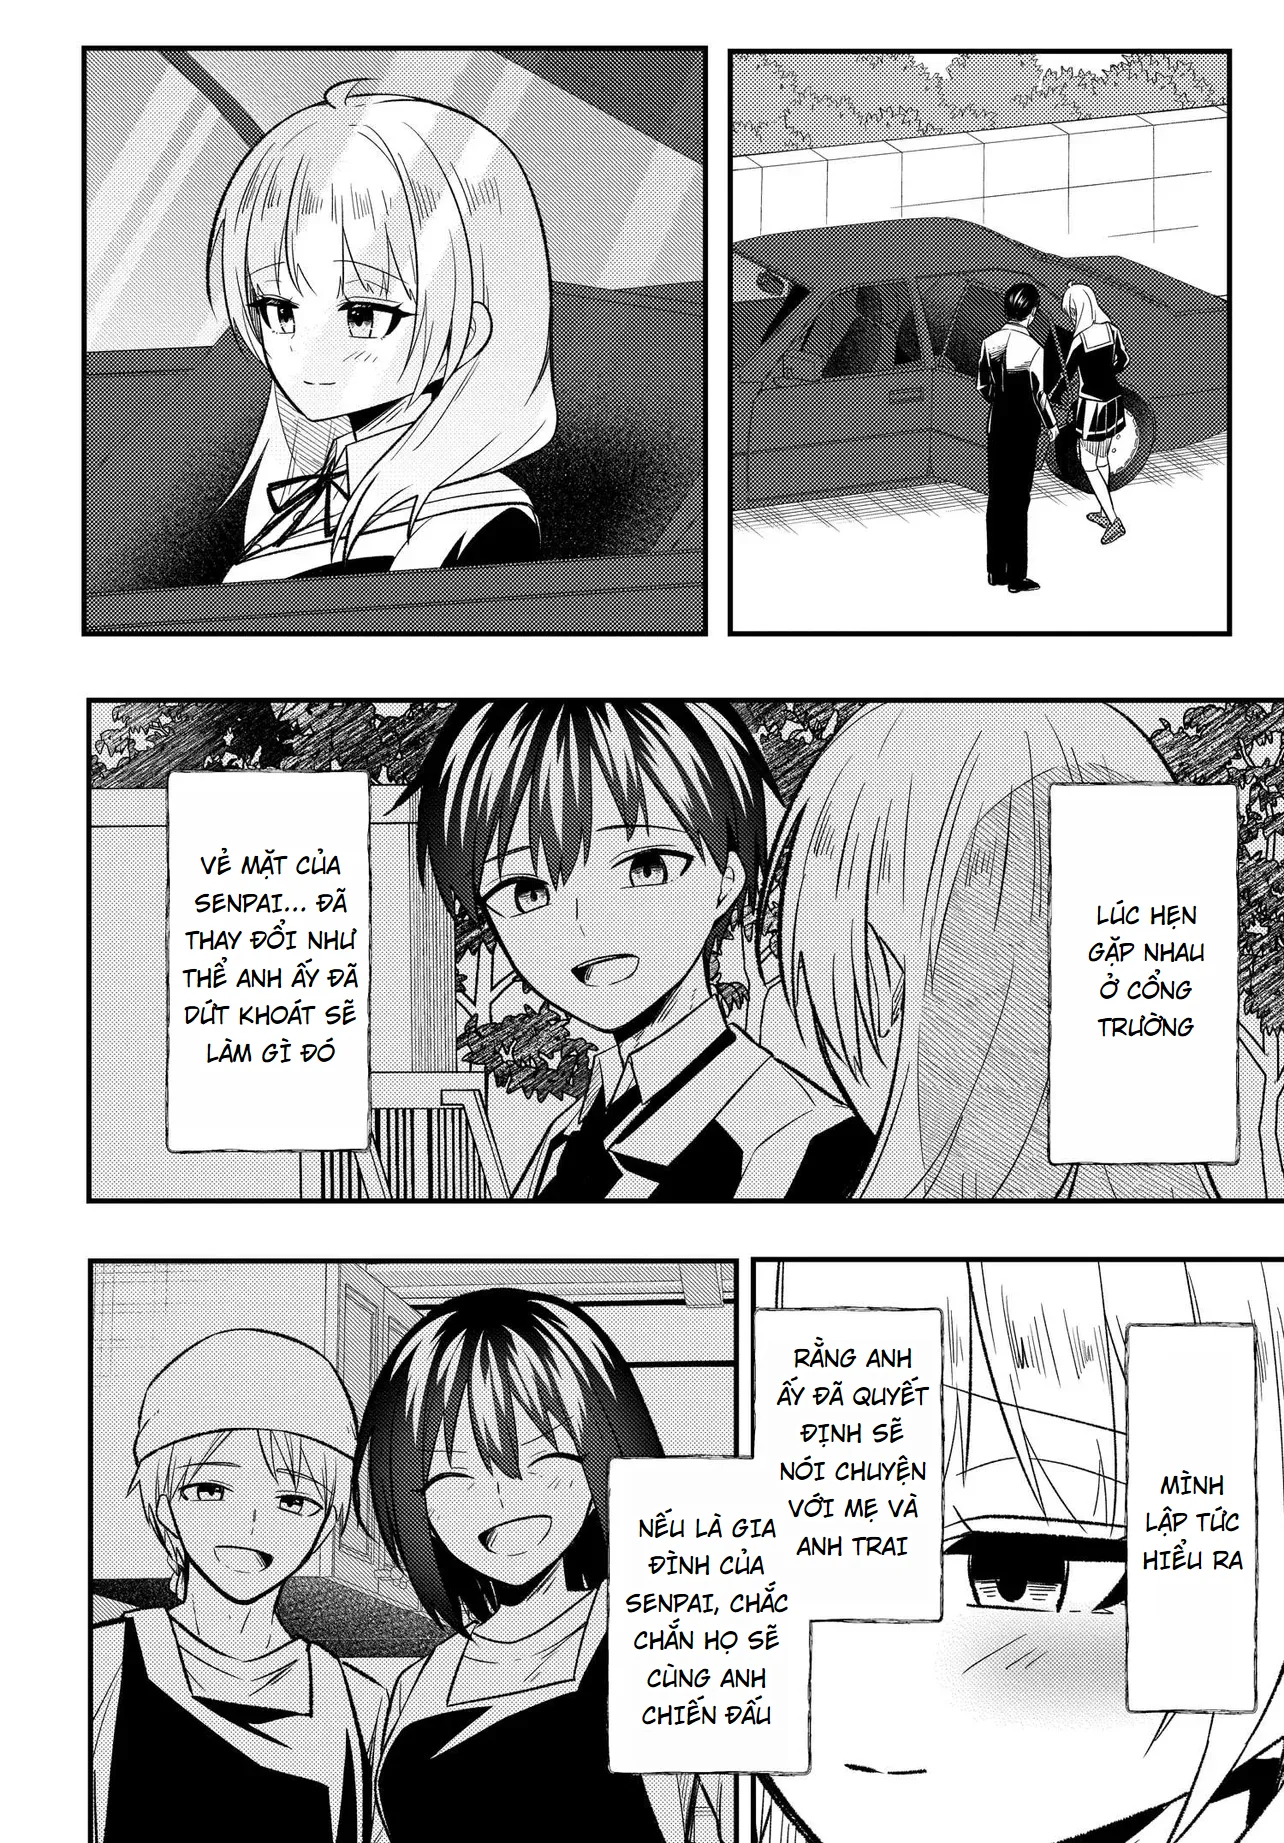 LÚC HẸN
GẶP NHAU
Ở CỔNG
TRƯỜNG
VẺ MẶT CỦA
SENPAI... ĐÃ
THAY ĐỔI NHƯ
THỂ ANH ẤY ĐÃ
DỨT KHOÁT SẼ
LÀM GÌ ĐÓ
MÌNH
LẬP TỨC
HIỂU RA
RẰNG ANH
ẤY ĐÃ QUYẾT
ĐỊNH SẼ
NÓI CHUYỆN
VỚI MẸ VÀ
ANH TRAI
NẾU LÀ GIA
ĐÌNH CỦA
SENPAI, CHẮC
CHẮN HỌ SẼ
CÙNG ANH
CHIẾN ĐẤU